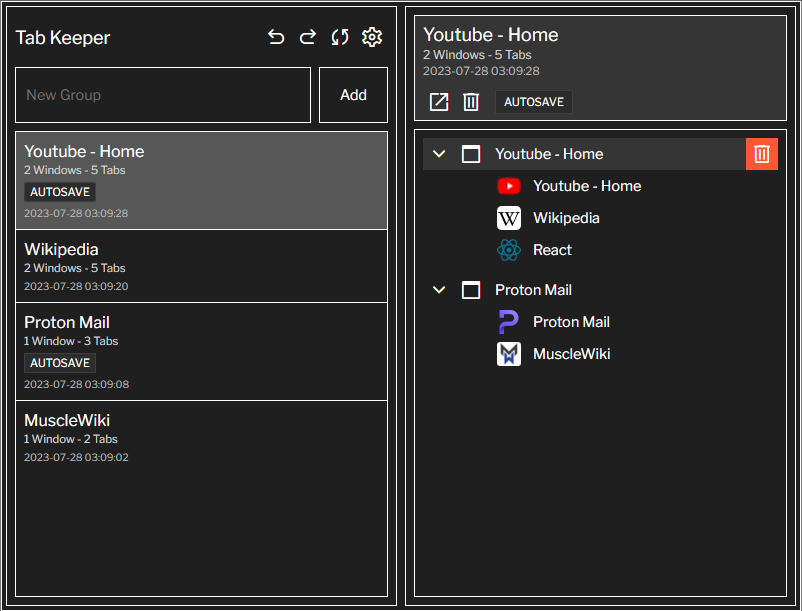 Tab Keeper
New Group
Add
Youtube - Home
2 Windows - 5 Tabs
AUTOSAVE
2023-07-28 03:09:28
Wikipedia
2 Windows - 5 Tabs
2023-07-28 03:09:20
Proton Mail
1 Window - 3 Tabs
AUTOSAVE
2023-07-28 03:09:08
MuscleWiki
1 Window - 2 Tabs
2023-07-28 03:09:02
Youtube - Home
2 Windows - 5 Tabs
2023-07-28 03:09:28
AUTOSAVE
Youtube - Home
Youtube - Home
W Wikipedia
React
Proton Mail
Proton Mail
MuscleWiki